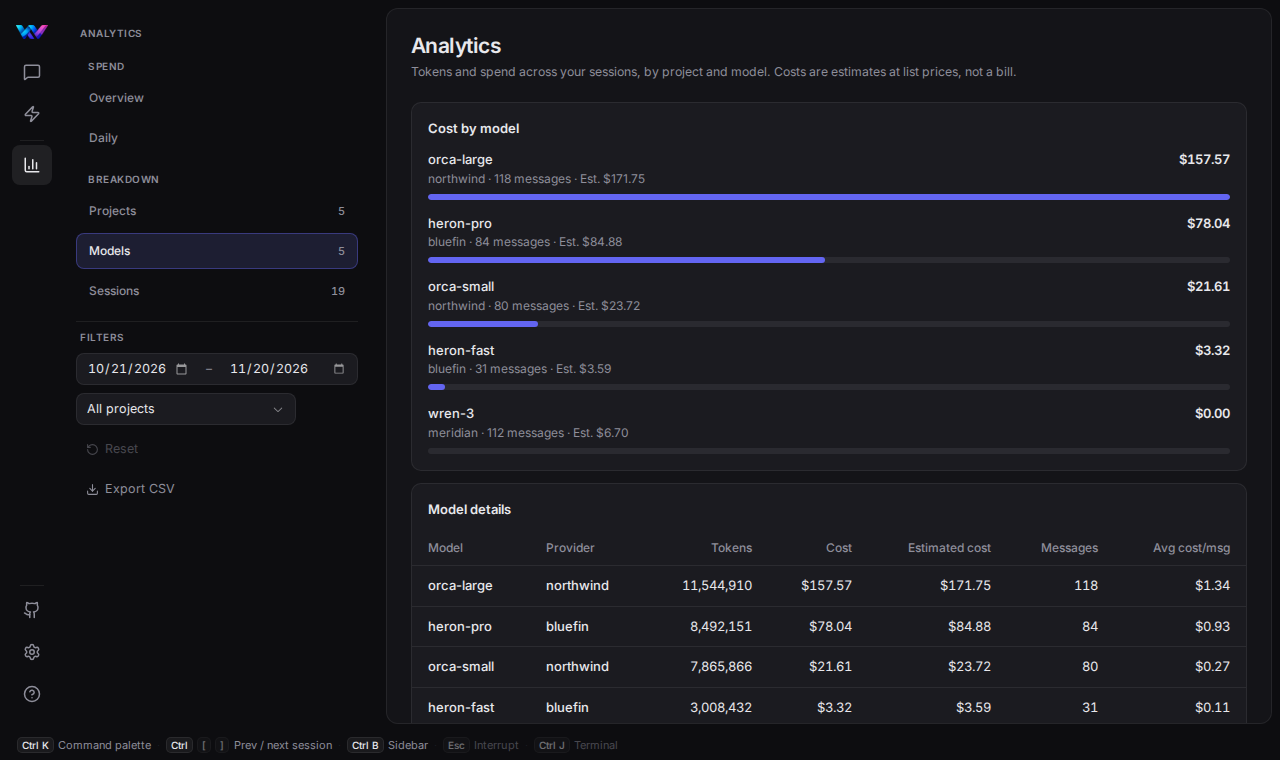 ANALYTICS
SPEND
Overview
Daily
BREAKDOWN
Projects 5
Models 5
Sessions 19
FILTERS
10/21/2026 – 11/20/2026
All projects
Reset
Export CSV
Analytics
Tokens and spend across your sessions, by project and model. Costs are estimates at list prices, not a bill.
Cost by model
orca-large $157.57
northwind · 118 messages · Est. $171.75
heron-pro $78.04
bluefin · 84 messages · Est. $84.88
orca-small $21.61
northwind · 80 messages · Est. $23.72
heron-fast $3.32
bluefin · 31 messages · Est. $3.59
wren-3 $0.00
meridian · 112 messages · Est. $6.70
Model details
Model Provider Tokens Cost Estimated cost Messages Avg cost/msg
orca-large northwind 11,544,910 $157.57 $171.75 118 $1.34
heron-pro bluefin 8,492,151 $78.04 $84.88 84 $0.93
orca-small northwind 7,865,866 $21.61 $23.72 80 $0.27
heron-fast bluefin 3,008,432 $3.32 $3.59 31 $0.11
Ctrl K Command palette Ctrl [ ] Prev / next session Ctrl B Sidebar Esc Interrupt Ctrl J Terminal